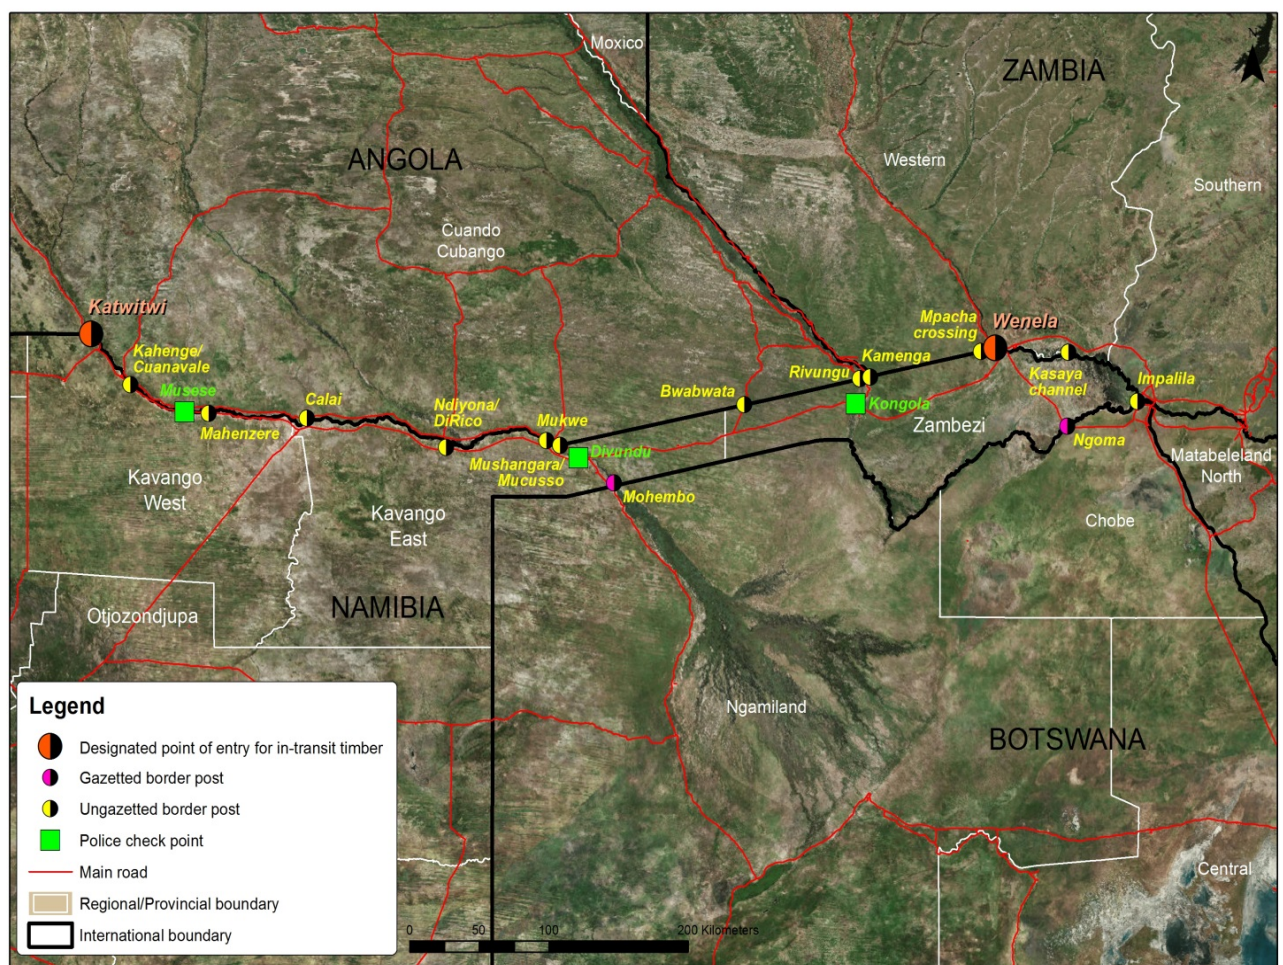 Moxico
ZAMBIA
ANGOLA
Western
Southern
Cuando
Cubango
Katwitwi
Mpacha
crossing
Wenela
Kahenge/
Cuanavale
Kamenga
Rivungu
Kasaya
channel
Impalila
Musese
Calai
Bwabwata
Kongola
Mahenzere
Ndiyona/
DiRico
Mukwe
Zambezi
Ngoma
Divundu
Mushangara/
Mucusso
Matabeleland
North
Kavango
West
Mohembo
Kavango
East
Chobe
Otjozondjupa
NAMIBIA
Ngamiland
BOTSWANA
Central
Legend
Designated point of entry for in-transit timber
Gazetted border post
Ungazetted border post
Police check point
Main road
Regional/Provincial boundary
International boundary
0 50 100 200 Kilometers